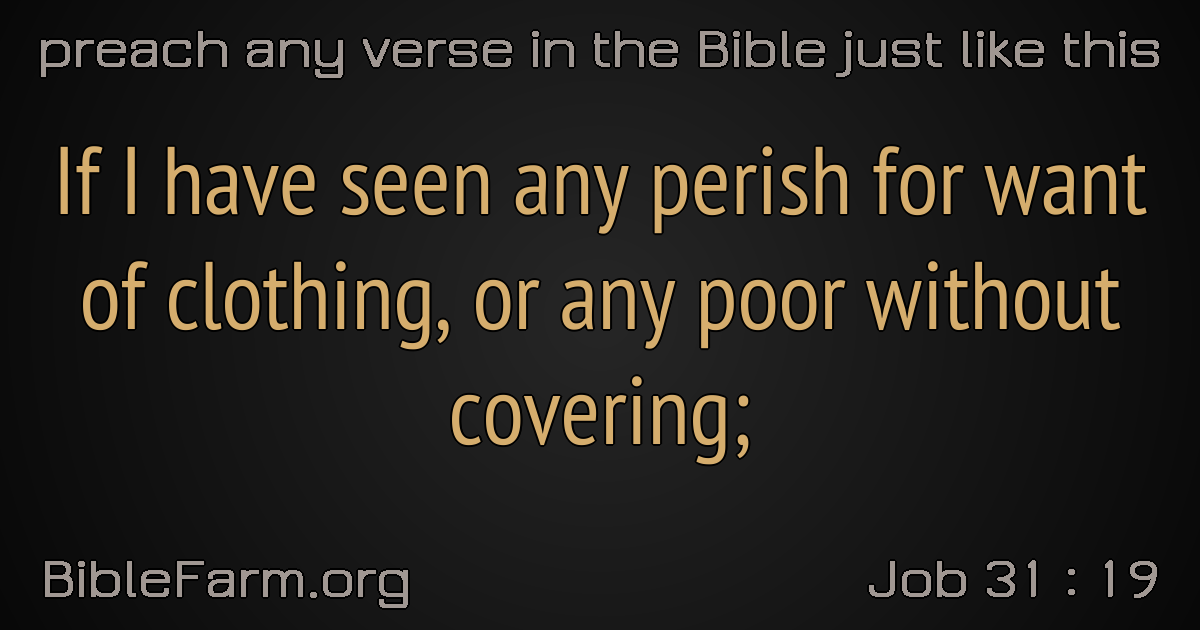 preach any verse in the Bible just like this
If I have seen any perish for want
of clothing, or any poor without
covering;
BibleFarm.org
Job 31 : 19